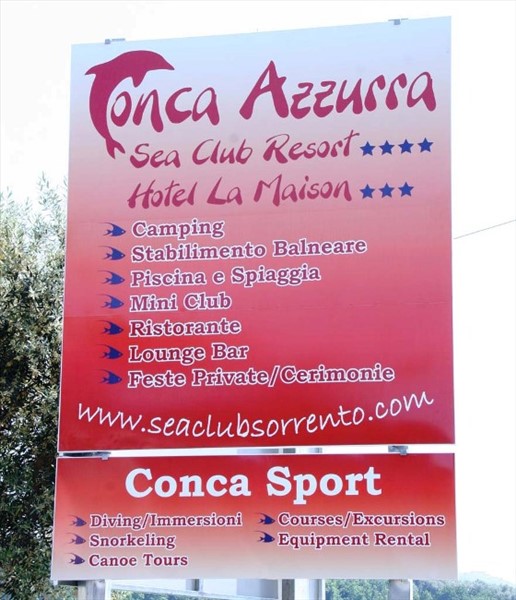 Conca Azzurra
Sea Club Resort ★★★★
Hotel La Maison ★★★
Camping
Stabilimento Balneare
Piscina e Spiaggia
Mini Club
Ristorante
Lounge Bar
Feste Private/Cerimonie
www.seaclubsorrento.com
Conca Sport
Diving/Immersioni
Snorkeling
Canoe Tours
Courses/Excursions
Equipment Rental